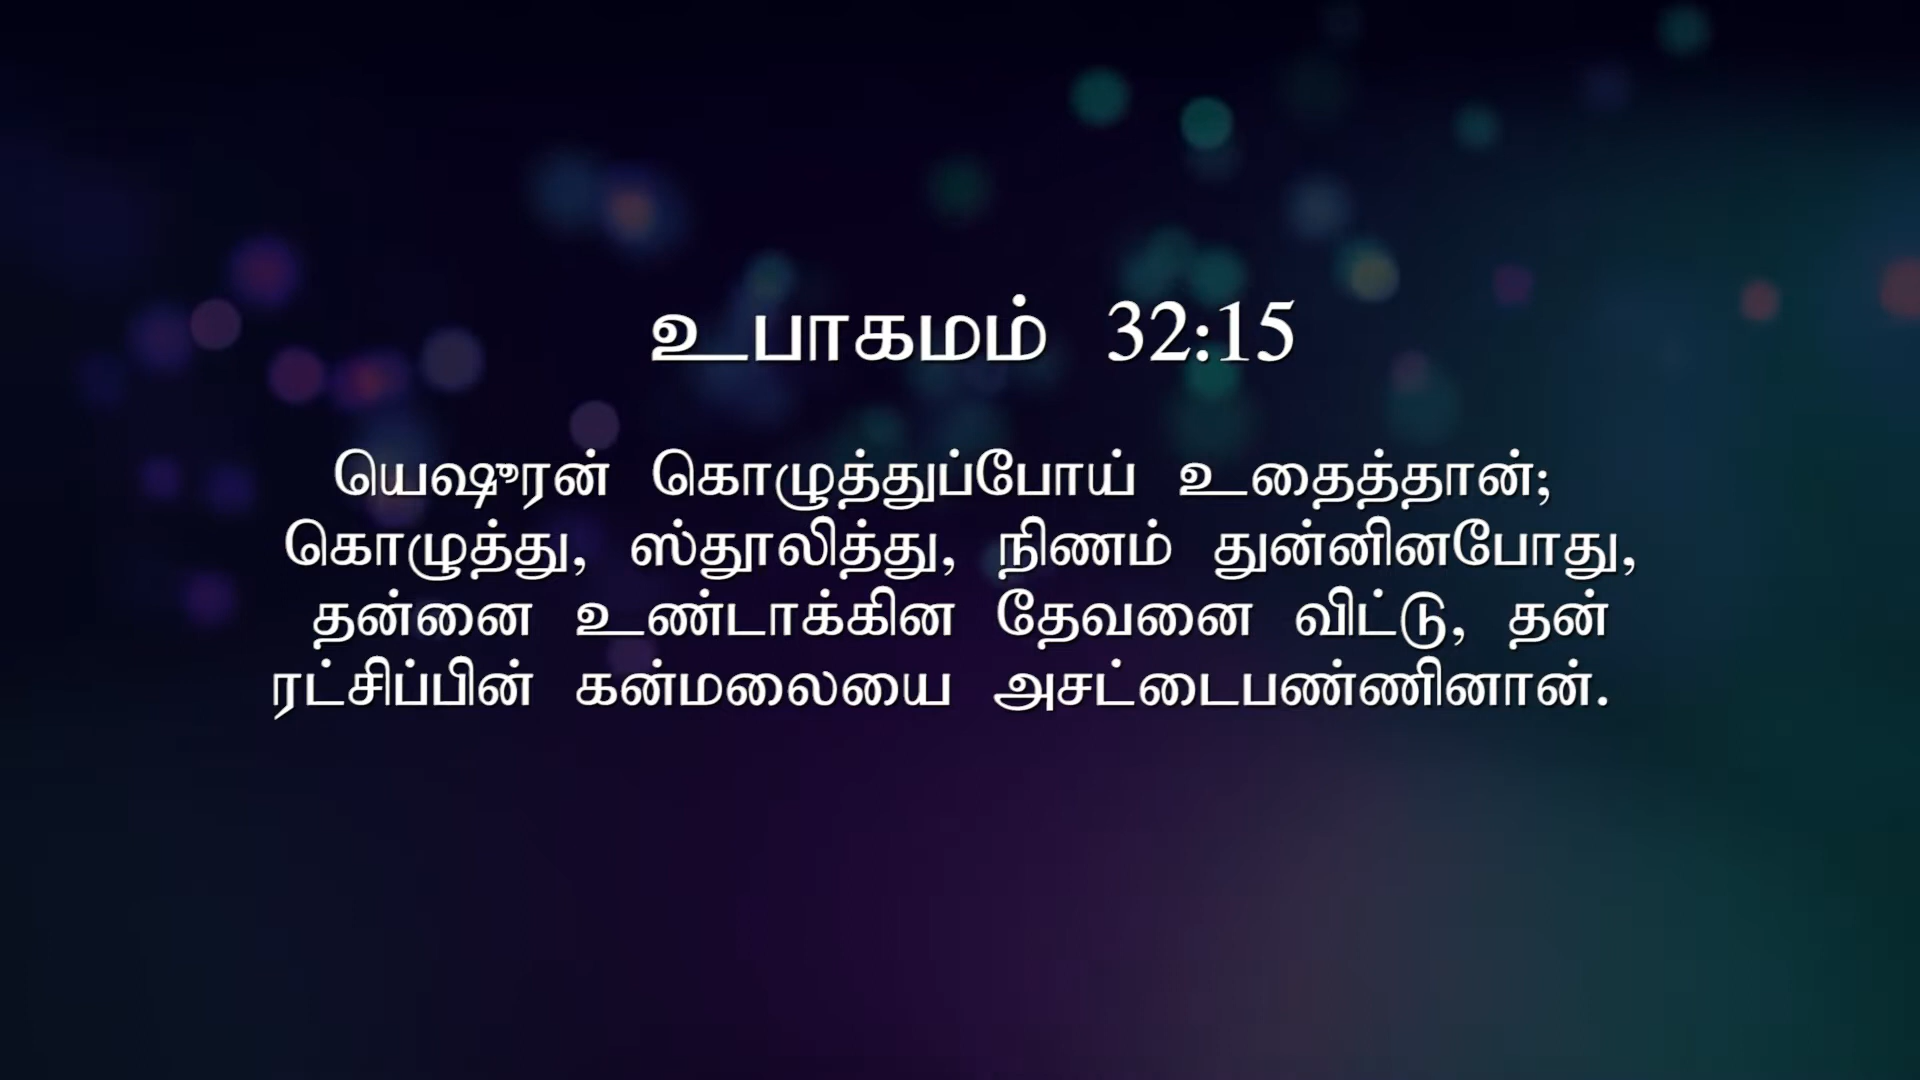 உபாகமம் 32:15
யெஷுரன் கொழுத்துப்போய் உதைத்தான்;
கொழுத்து, ஸ்தூலித்து, நிணம் துன்னினபோது,
தன்னை உண்டாக்கின தேவனை விட்டு, தன்
ரட்சிப்பின் கன்மலையை அசட்டைபண்ணினான்.